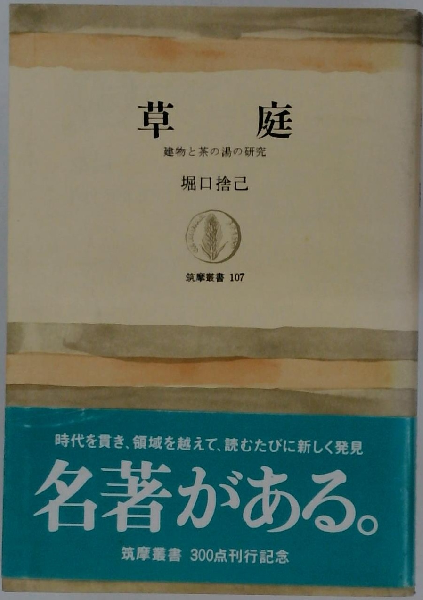 草庭
建物と茶の湯の研究
堀口捨己
筑摩叢書 107
時代を貫き、領域を越えて、読むたびに新しく発見
名著がある。
筑摩叢書 300点刊行記念